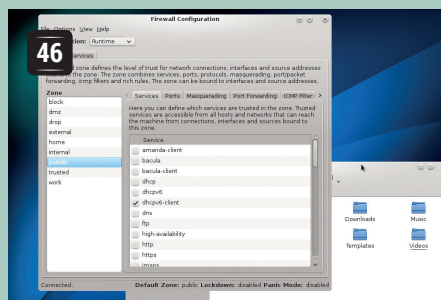 Firewall Configuration
File Options View Help
tion: Runtime
46
ervices
zone defines the level of trust for network connections, interfaces and source addresses
to the zone. The zone combines services, ports, protocols, masquerading, port/packet
forwarding, icmp filters and rich rules. The zone can be bound to interfaces and source addresses.
Zone
block
dmz
drop
external
home
internal
public
trusted
work
Services Ports Masquerading Port Forwarding ICMP Filter
Here you can define which services are trusted in the zone. Trusted
services are accessible from all hosts and networks that can reach
the machine from connections, interfaces and sources bound to
this zone.
Service
amanda-client
bacula
bacula-client
dhcp
dhcpv6
dhcpv6-client
dns
ftp
high-availability
http
https
imaps
Connected.
Default Zone: public Lockdown: disabled Panic Mode: disabled
Downloads
Music
Templates
Videos